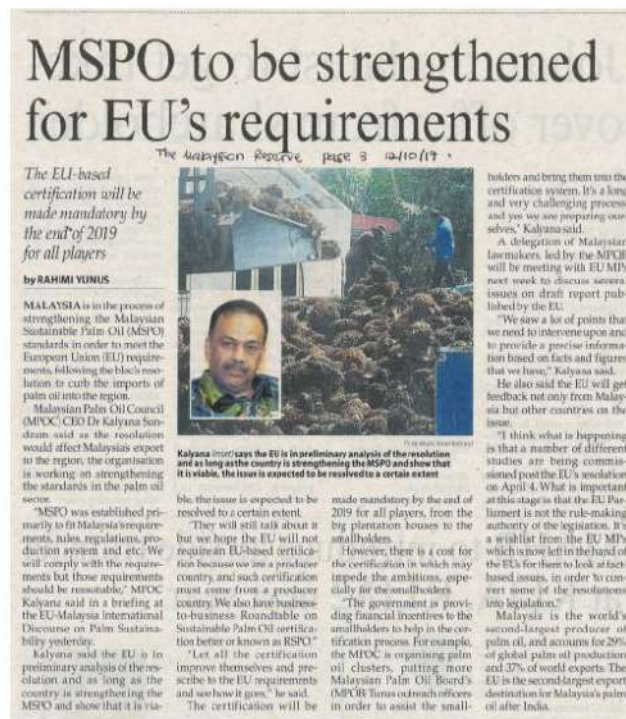 MSPO to be strengthened
for EU's requirements
The Malaysian Reserve page 3 12/10/17.
The EU-based
certification will be
made mandatory by
the end of 2019
for all players
by RAHIMI YUNUS
MALAYSIA is in the process of
strengthening the Malaysian
Sustainable Palm Oil (MSPO)
standards in order to meet the
European Union (EU) require-
ments, following the bloc's reso-
lution to curb the imports of
palm oil into the region.
Malaysian Palm Oil Council
(MPOC) CEO Dr Kalyana Sun-
dram said as the resolution
would affect Malaysia's export
to the region, the organisation
is working on strengthening
the standards in the palm oil
sector.
"MSPO was established pri-
marily to fit Malaysia's require-
ments, rules, regulations, pro-
duction system and etc. We
will comply with the require-
ments but those requirements
should be reasonable," MPOC
Kalyana said in a briefing at
the EU-Malaysia International
Discourse on Palm Sustaina-
bility yesterday.
Kalyana said the EU is in
preliminary analysis of the res-
olution and as long as the
country is strengthening the
MSPO and show that it is via-
Kalyana (inset) says the EU is in preliminary analysis of the resolution
and as long as the country is strengthening the MSPO and show that
it is viable, the issue is expected to be resolved to a certain extent
ble, the issue is expected to be
resolved to a certain extent.
"They will still talk about it
but we hope the EU will not
require an EU-based certifica-
tion because we are a producer
country, and such certification
must come from a producer
country. We also have business-
to-business Roundtable on
Sustainable Palm Oil certifica-
tion better or known as RSPO."
"Let all the certification
improve themselves and pre-
scribe to the EU requirements
and see how it goes," he said.
The certification will be
made mandatory by the end of
2019 for all players, from the
big plantation houses to the
smallholders.
However, there is a cost for
the certification in which may
impede the ambitions, espe-
cially for the smallholders.
"The government is provi-
ding financial incentives to the
smallholders to help in the cer-
tification process. For example,
the MPOC is organising palm
oil clusters, putting more
Malaysian Palm Oil Board's
(MPOB Tunas outreach officers
in order to assist the small-
holders and bring them into the
certification system. It's a long
and very challenging process
and yes we are preparing our-
selves," Kalyana said.
A delegation of Malaysian
lawmakers, led by the MPOB
will be meeting with EU MPs
next week to discuss several
issues on draft report pub-
lished by the EU.
"We saw a lot of points that
we need to intervene upon and
to provide a precise informa-
tion based on facts and figures
that we have," Kalyana said.
He also said the EU will get
feedback not only from Malay-
sia but other countries on the
issue.
"I think what is happening
is that a number of different
studies are being commis-
sioned post the EU's resolution
on April 4. What is important
at this stage is that the EU Par-
liament is not the rule-making
authority of the legislation. It's
a wishlist from the EU MPs
which is now left in the hand of
the EUs for them to look at fact-
based issues, in order to con-
vert some of the resolutions
into legislation."
Malaysia is the world's
second-largest producer of
palm oil, and accounts for 29%
of global palm oil production
and 37% of world exports. The
EU is the second-largest export
destination for Malaysia's palm
oil after India.